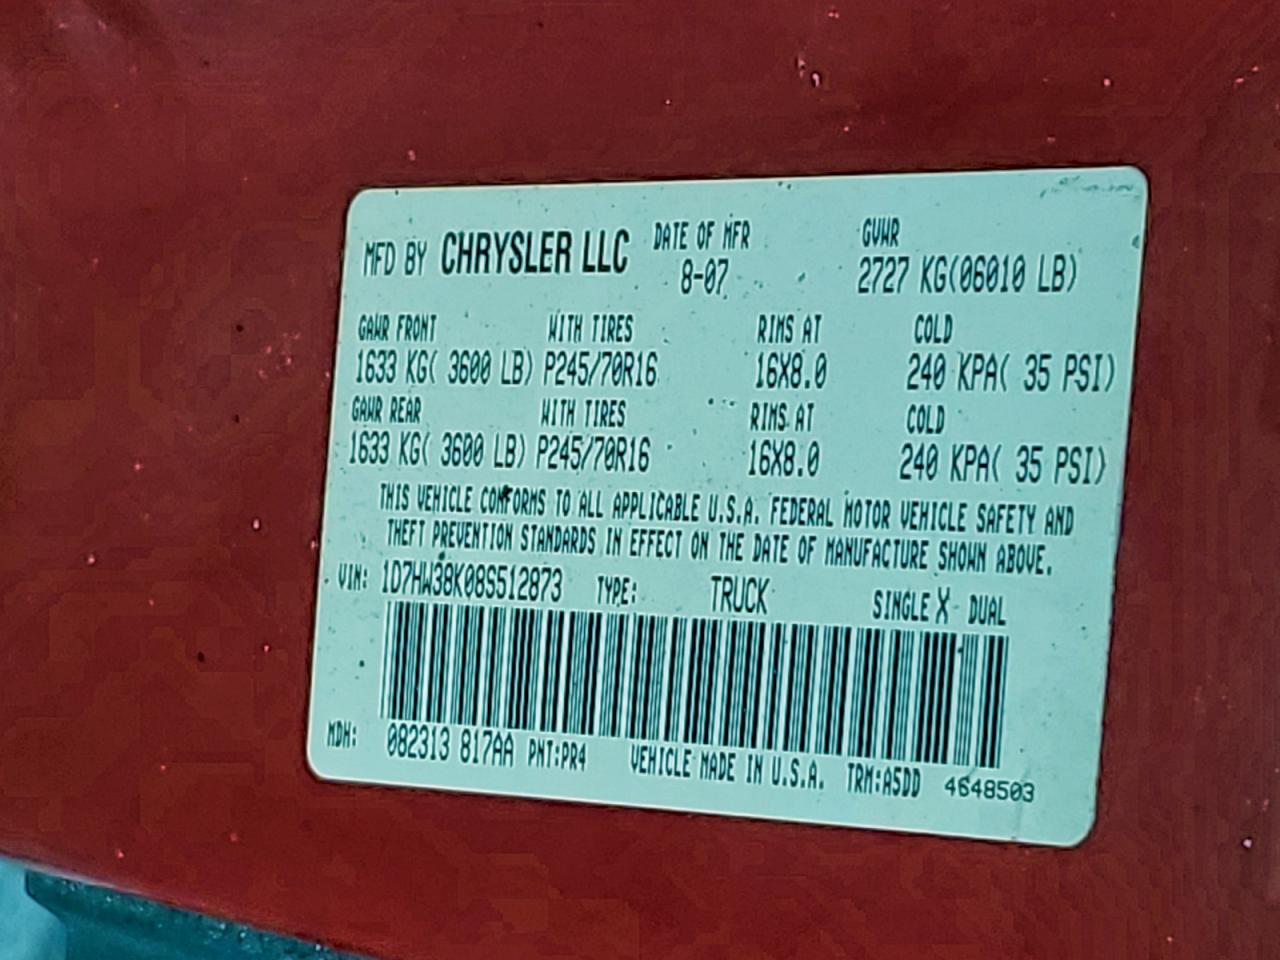 MFD BY CHRYSLER LLC DATE OF MFR GVWR
8-07 2727 KG(06010 LB)
GAWR FRONT WITH TIRES RIMS AT COLD
1633 KG( 3600 LB) P245/70R16 16X8.0 240 KPA( 35 PSI)
GAWR REAR WITH TIRES RIMS AT COLD
1633 KG( 3600 LB) P245/70R16 16X8.0 240 KPA( 35 PSI)
THIS VEHICLE CONFORMS TO ALL APPLICABLE U.S.A. FEDERAL MOTOR VEHICLE SAFETY AND
THEFT PREVENTION STANDARDS IN EFFECT ON THE DATE OF MANUFACTURE SHOWN ABOVE.
VIN: 1D7HW38K08S512873 TYPE: TRUCK SINGLE X DUAL
MDH: 082313 817AA PNT:PR4 VEHICLE MADE IN U.S.A. TRM:A5DD 4648503